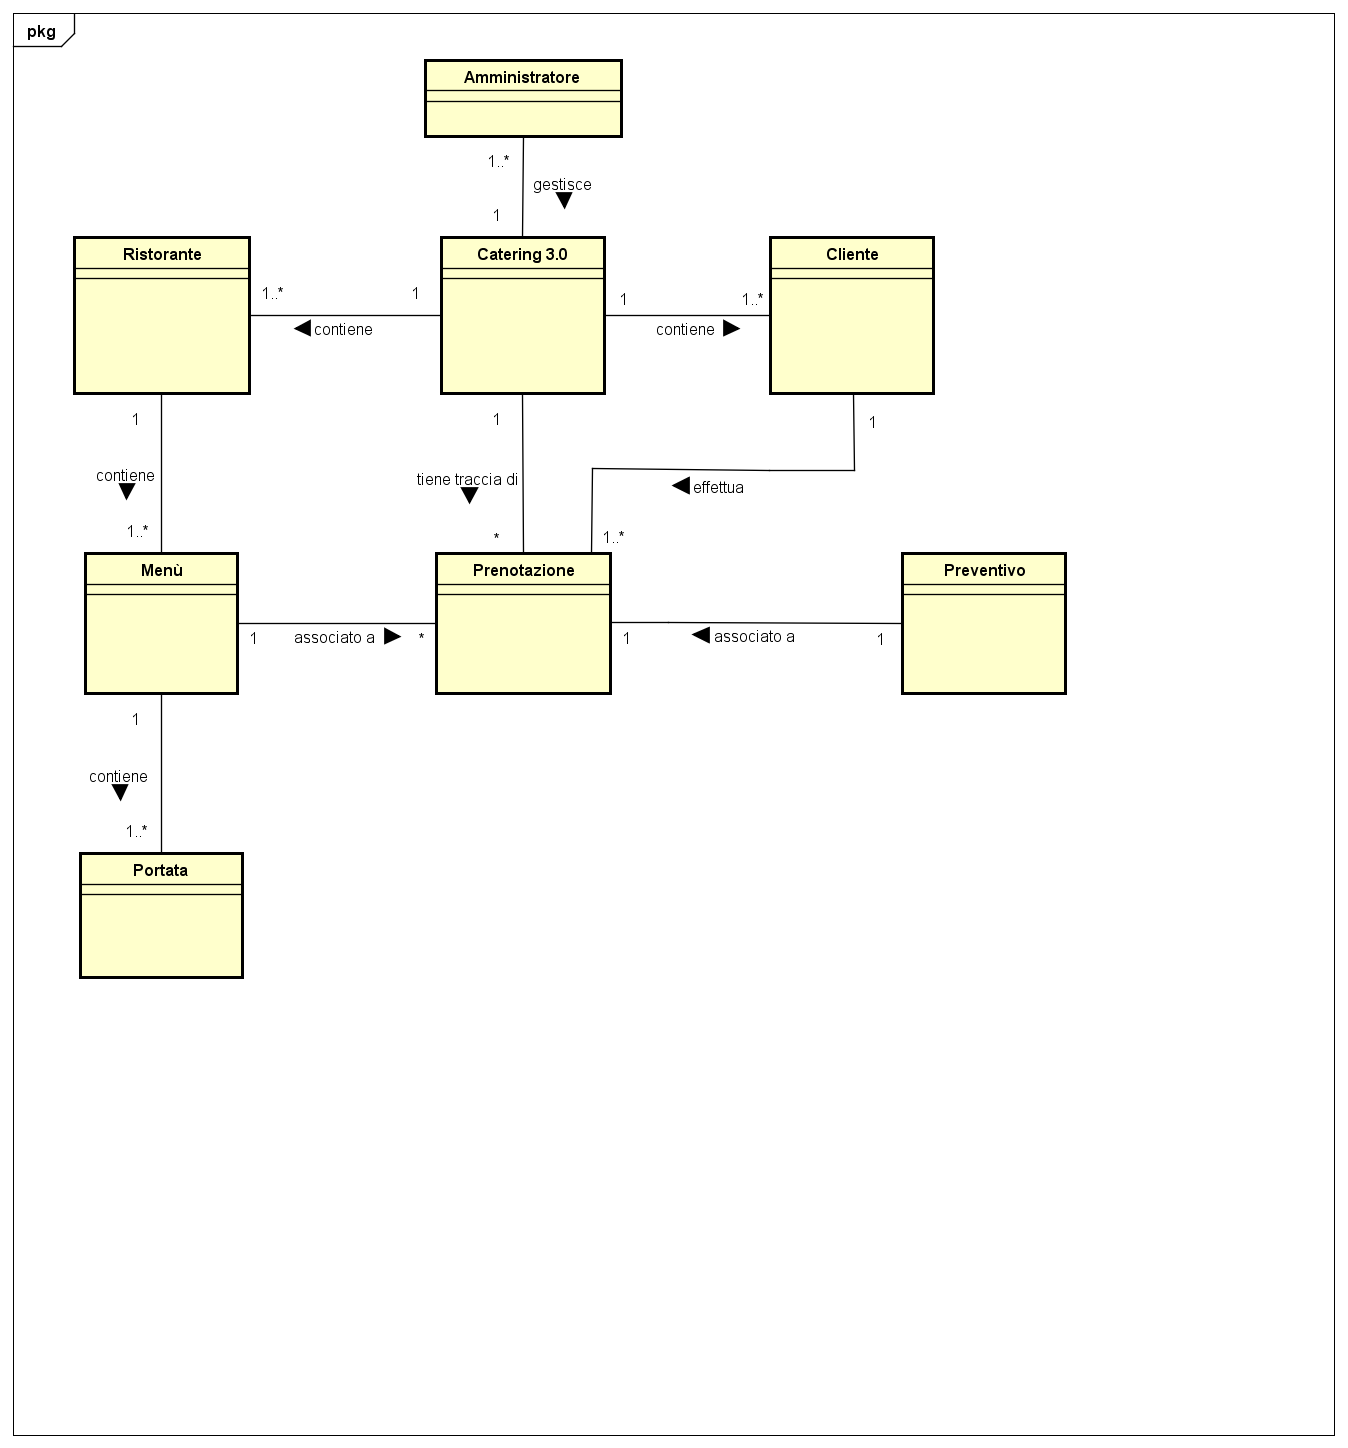 pkg
Amministratore
1..*
gestisce
1
Ristorante
Catering 3.0
Cliente
1..*
1
1
1..*
contiene
contiene
1
1
1
contiene
tiene traccia di
effettua
1..*
*
1..*
Menù
Prenotazione
Preventivo
1
associato a
*
1
associato a
1
1
contiene
1..*
Portata